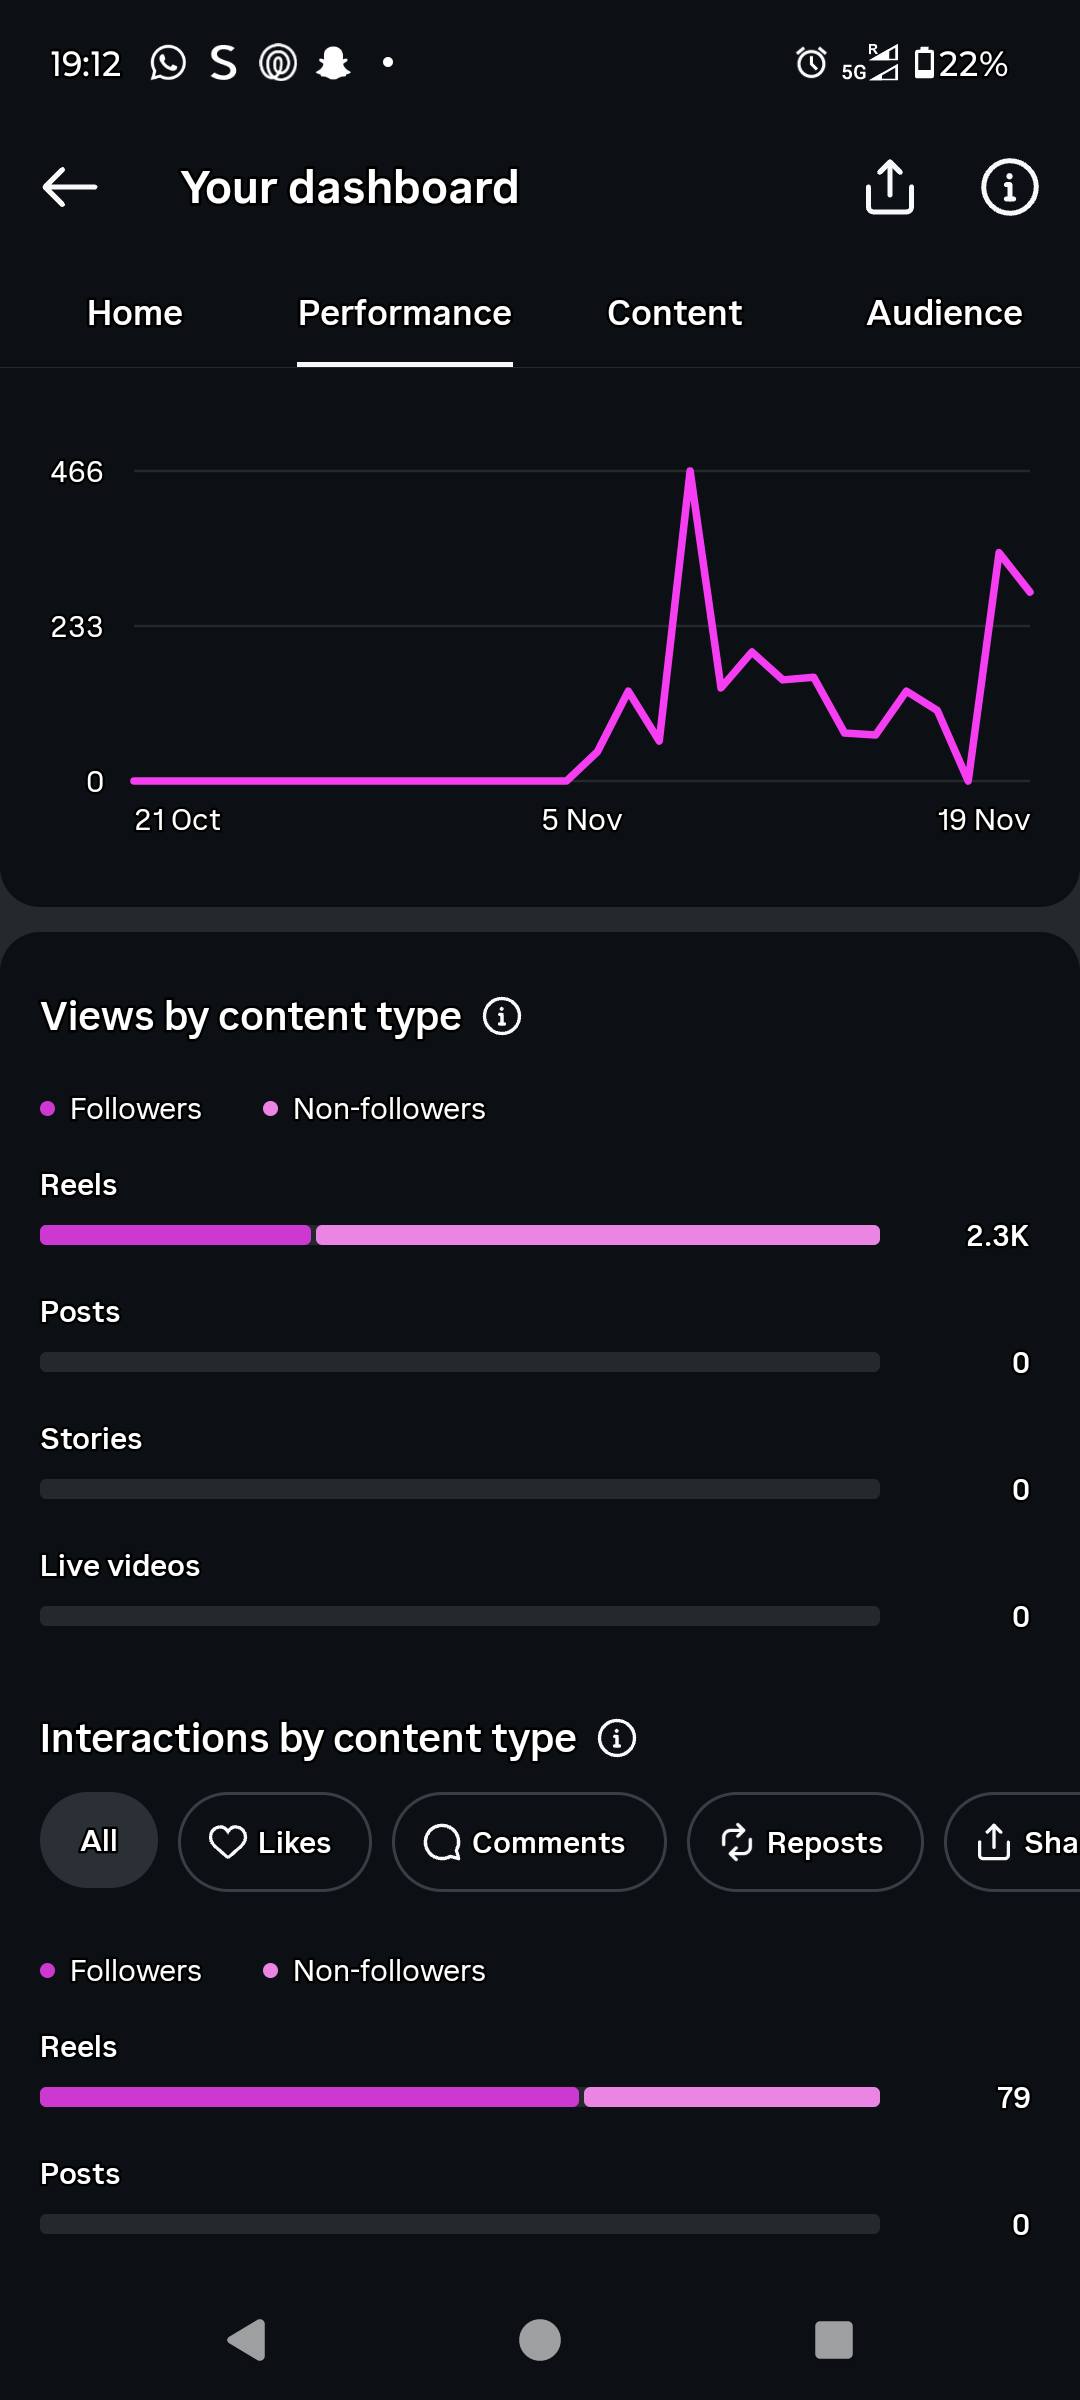 19:12 S 5G R 22%
Your dashboard
Home Performance Content Audience
466
233
0
21 Oct 5 Nov 19 Nov
Views by content type
Followers Non-followers
Reels
2.3K
Posts
0
Stories
0
Live videos
0
Interactions by content type
All Likes Comments Reposts Sha
Followers Non-followers
Reels
79
Posts
0